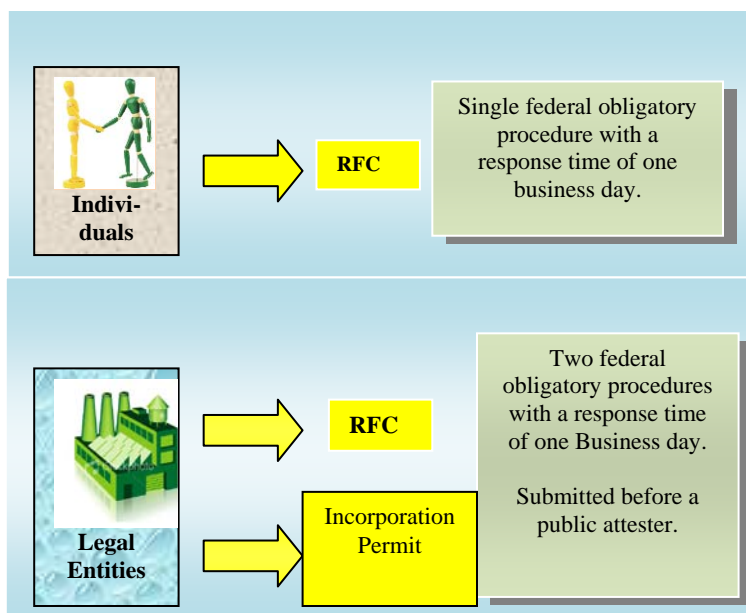 Indivi-
duals
RFC
Single federal obligatory
procedure with a
response time of one
business day.
Legal
Entities
RFC
Incorporation
Permit
Two federal
obligatory procedures
with a response time
of one Business day.
Submitted before a
public attester.